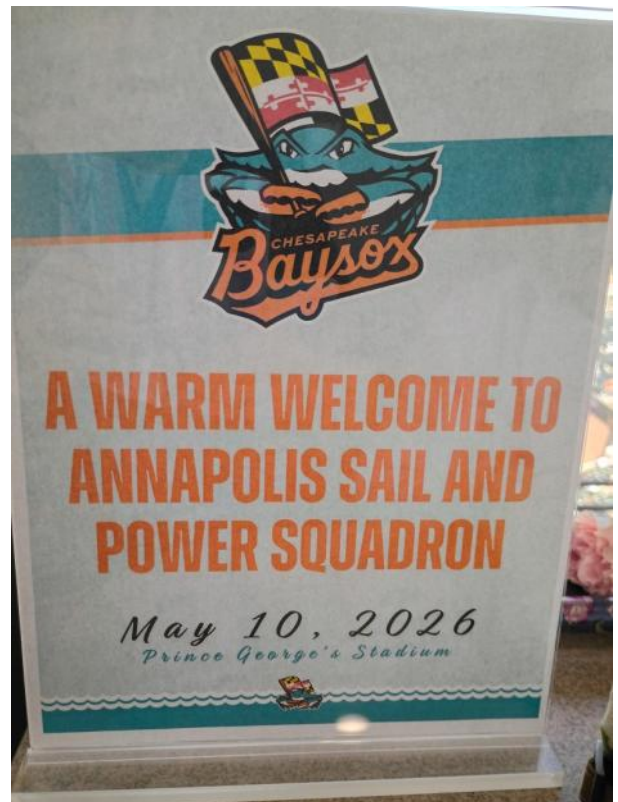 CHESAPEAKE
Baysox
A WARM WELCOME TO
ANNAPOLIS SAIL AND
POWER SQUADRON
May 10, 2026
Prince George's Stadium